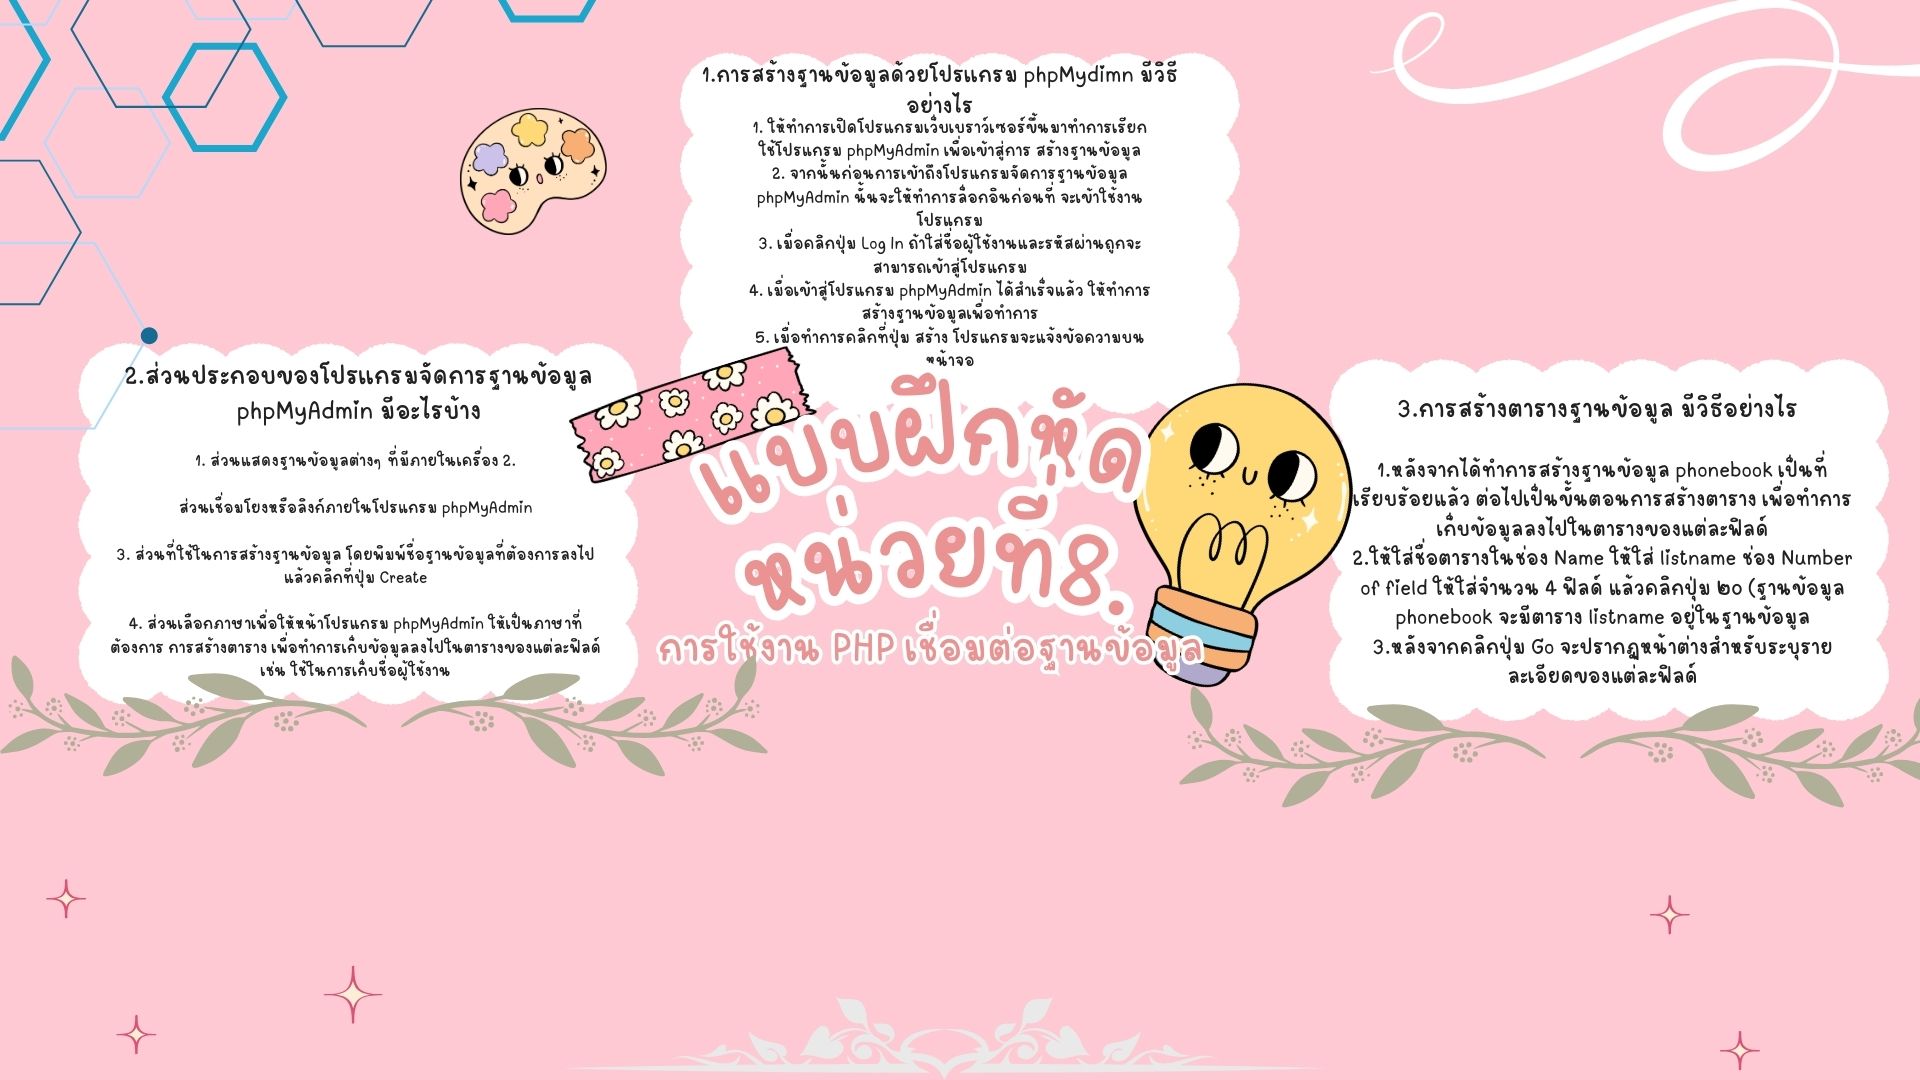 1.การสร้างฐานข้อมูลด้วยโปรแกรม phpMydimn มีวิธี
อย่างไร
1. ให้ทำการเปิดโปรแกรมเว็บเบราว์เซอร์ขึ้นมาทำการเรียก
ใช้โปรแกรม phpMyAdmin เพื่อเข้าสู่การ สร้างฐานข้อมูล
2. จากนั้นก่อนการเข้าถึงโปรแกรมจัดการฐานข้อมูล
phpMyAdmin นั้นจะให้ทำการล็อกอินก่อนที่ จะเข้าใช้งาน
โปรแกรม
3. เมื่อคลิกปุ่ม Log In ถ้าใส่ชื่อผู้ใช้งานและรหัสผ่านถูกจะ
สามารถเข้าสู่โปรแกรม
4. เมื่อเข้าสู่โปรแกรม phpMyAdmin ได้สำเร็จแล้ว ให้ทำการ
สร้างฐานข้อมูลเพื่อทำการ
5. เมื่อทำการคลิกที่ปุ่ม สร้าง โปรแกรมจะแจ้งข้อความบน
หน้าจอ
2.ส่วนประกอบของโปรแกรมจัดการฐานข้อมูล
phpMyAdmin มีอะไรบ้าง
1. ส่วนแสดงฐานข้อมูลต่างๆ ที่มีภายในเครื่อง 2.
ส่วนเชื่อมโยงหรือลิงก์ภายในโปรแกรม phpMyAdmin
3. ส่วนที่ใช้ในการสร้างฐานข้อมูล โดยพิมพ์ชื่อฐานข้อมูลที่ต้องการลงไป
แล้วคลิกที่ปุ่ม Create
4. ส่วนเลือกภาษาเพื่อให้หน้าโปรแกรม phpMyAdmin ให้เป็นภาษาที่
ต้องการ การสร้างตาราง เพื่อทำการเก็บข้อมูลลงไปในตารางของแต่ละฟิลด์
เช่น ใช้ในการเก็บชื่อผู้ใช้งาน
แบบฝึกหัด
หน่วยที่8.
การใช้งาน PHP เชื่อมต่อฐานข้อมูล
3.การสร้างตารางฐานข้อมูล มีวิธีอย่างไร
1.หลังจากได้ทำการสร้างฐานข้อมูล phonebook เป็นที่
เรียบร้อยแล้ว ต่อไปเป็นขั้นตอนการสร้างตาราง เพื่อทำการ
เก็บข้อมูลลงไปในตารางของแต่ละฟิลด์
2.ให้ใส่ชื่อตารางในช่อง Name ให้ใส่ listname ช่อง Number
of field ให้ใส่จำนวน 4 ฟิลด์ แล้วคลิกปุ่ม ๒๐ (ฐานข้อมูล
phonebook จะมีตาราง listname อยู่ในฐานข้อมูล
3.หลังจากคลิกปุ่ม Go จะปรากฏหน้าต่างสำหรับระบุราย
ละเอียดของแต่ละฟิลด์